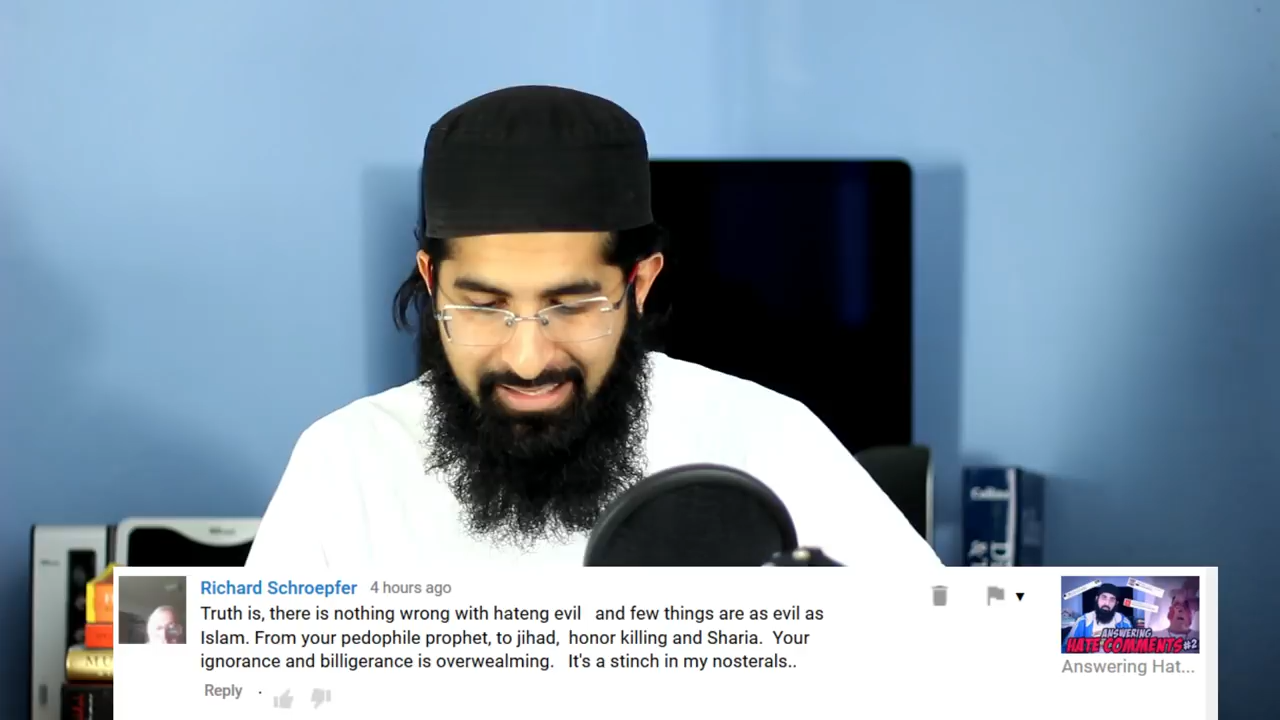 Collins
Richard Schroepfer 4 hours ago
Truth is, there is nothing wrong with hateng evil and few things are as evil as
Islam. From your pedophile prophet, to jihad, honor killing and Sharia. Your
ignorance and billigerance is overwealming. It's a stinch in my nosterals..
Reply
ANSWERING
HATE COMMENTS #2
Answering Hat...